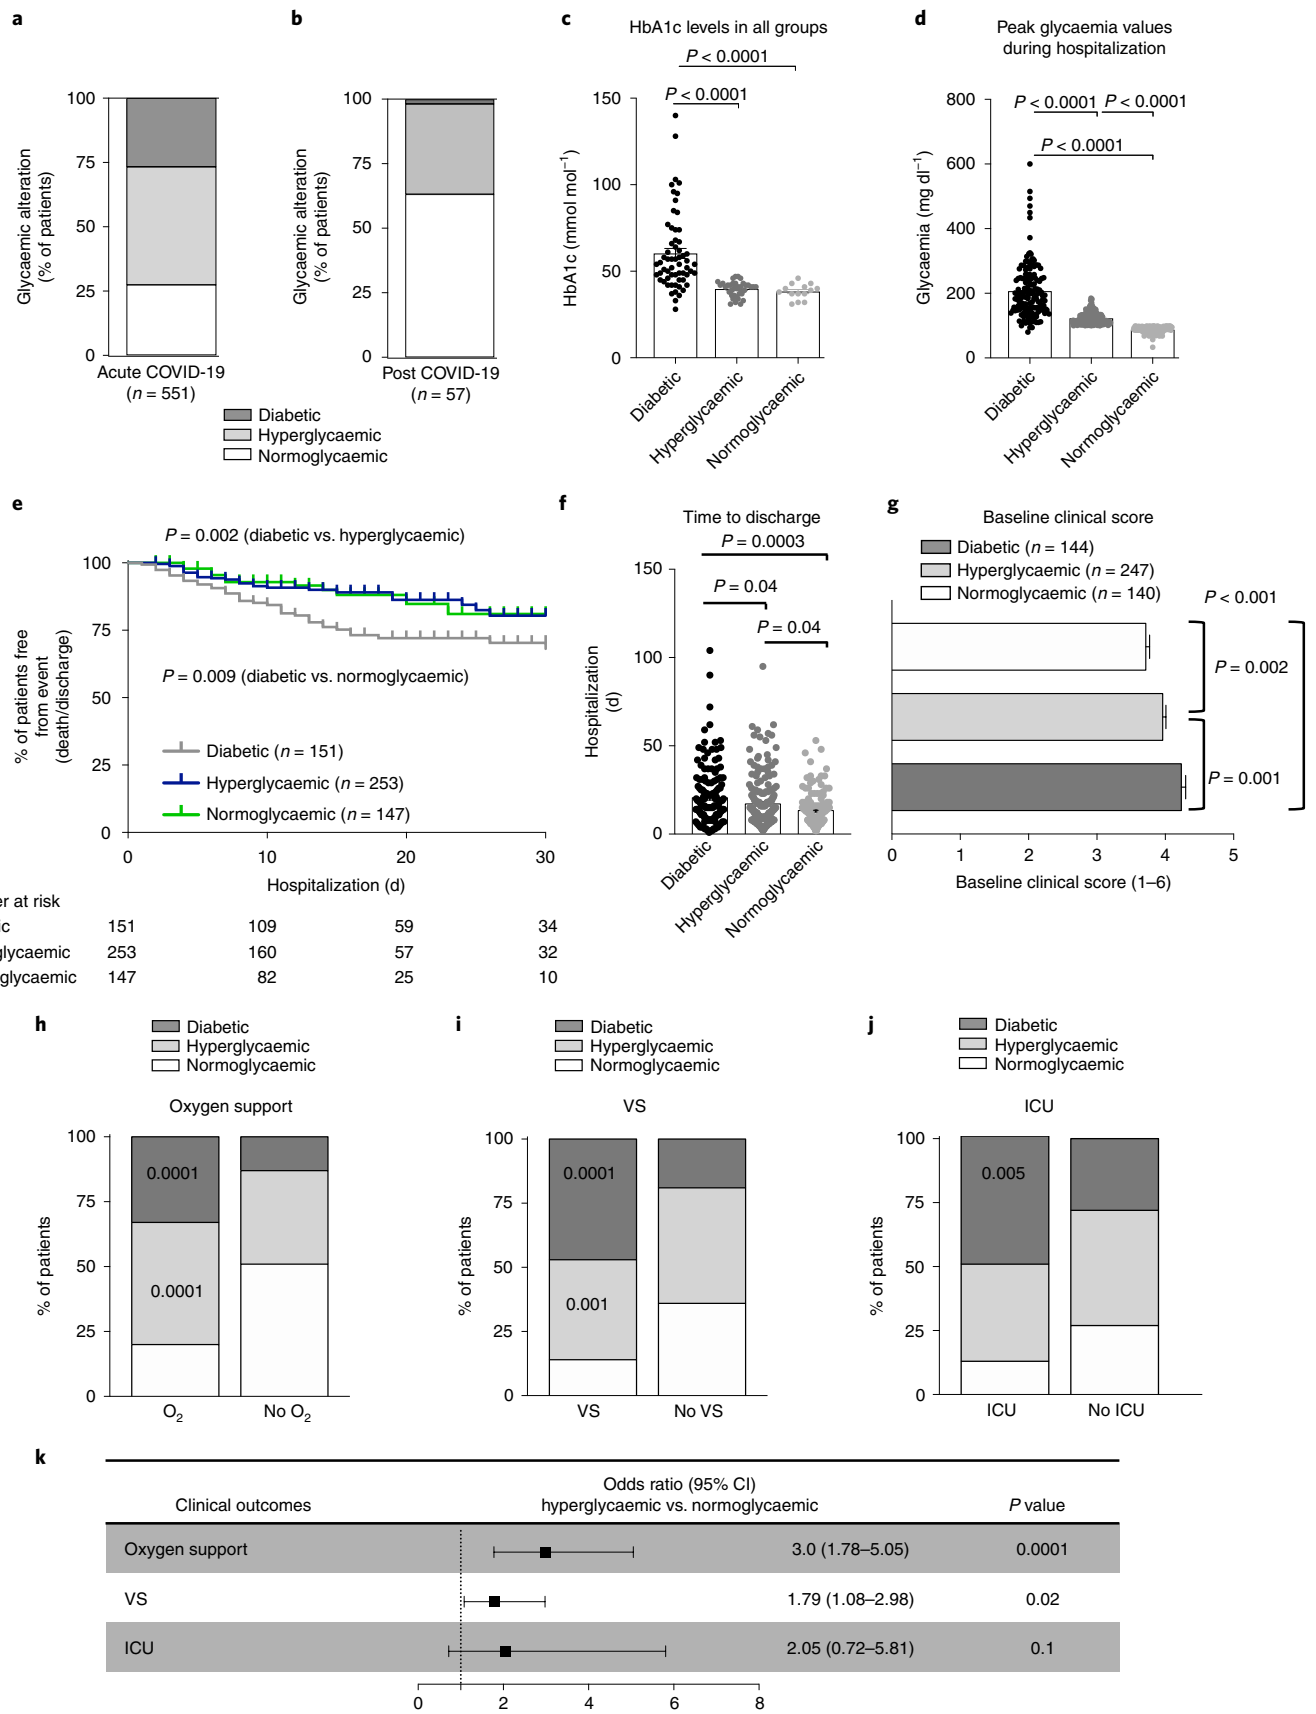 a
100
75
50
25
0
Glycaemic alteration
(% of patients)
Acute COVID-19
(n = 551)
b
100
75
50
25
0
Glycaemic alteration
(% of patients)
Post COVID-19
(n = 57)
Diabetic
Hyperglycaemic
Normoglycaemic
c
HbA1c levels in all groups
P < 0.0001
P < 0.0001
150
100
50
0
HbA1c (mmol mol⁻¹)
Diabetic
Hyperglycaemic
Normoglycaemic
d
Peak glycaemia values
during hospitalization
800
600
400
200
0
P < 0.0001
P < 0.0001
P < 0.0001
Glycaemia (mg dl⁻¹)
Diabetic
Hyperglycaemic
Normoglycaemic
e
P = 0.002 (diabetic vs. hyperglycaemic)
100
75
50
25
0
% of patients free
from event
(death/discharge)
P = 0.009 (diabetic vs. normoglycaemic)
Diabetic (n = 151)
Hyperglycaemic (n = 253)
Normoglycaemic (n = 147)
0 10 20 30
Hospitalization (d)
er at risk
ic 151 109 59 34
glycaemic 253 160 57 32
glycaemic 147 82 25 10
f
Time to discharge
P = 0.0003
P = 0.04
P = 0.04
150
100
50
0
Hospitalization
(d)
Diabetic
Hyperglycaemic
Normoglycaemic
g
Baseline clinical score
Diabetic (n = 144)
Hyperglycaemic (n = 247)
Normoglycaemic (n = 140)
P < 0.001
P = 0.002
P = 0.001
0 1 2 3 4 5
Baseline clinical score (1–6)
h
Diabetic
Hyperglycaemic
Normoglycaemic
Oxygen support
100
75
50
25
0
% of patients
0.0001
0.0001
O₂ No O₂
i
Diabetic
Hyperglycaemic
Normoglycaemic
VS
100
75
50
25
0
% of patients
0.0001
0.001
VS No VS
j
Diabetic
Hyperglycaemic
Normoglycaemic
ICU
100
75
50
25
0
% of patients
0.005
ICU No ICU
k
Odds ratio (95% CI)
Clinical outcomes hyperglycaemic vs. normoglycaemic P value
Oxygen support 3.0 (1.78–5.05) 0.0001
VS 1.79 (1.08–2.98) 0.02
ICU 2.05 (0.72–5.81) 0.1
0 2 4 6 8